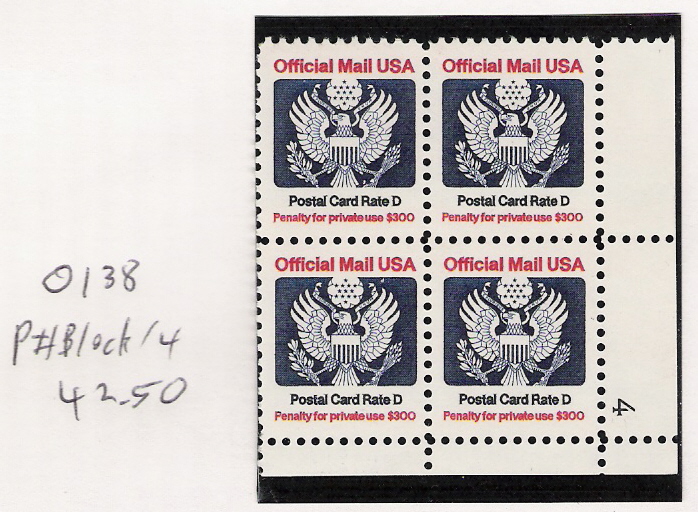 O138
P#Block/4
42.50
Official Mail USA
Postal Card Rate D
Penalty for private use $300
Official Mail USA
Postal Card Rate D
Penalty for private use $300
Official Mail USA
Postal Card Rate D
Penalty for private use $300
Official Mail USA
Postal Card Rate D
Penalty for private use $300
4